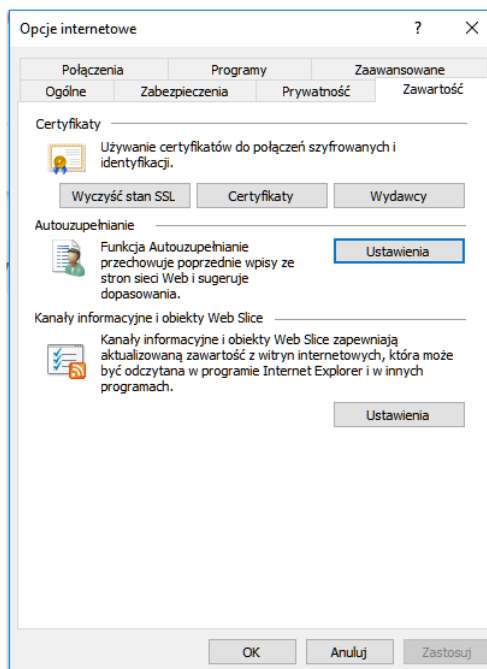 Opcje internetowe
?
Połączenia Programy Zaawansowane
Ogólne Zabezpieczenia Prywatność Zawartość
Certyfikaty
Używanie certyfikatów do połączeń szyfrowanych i
identyfikacji.
Wyczyść stan SSL Certyfikaty Wydawcy
Autouzupełnianie
Funkcja Autouzupełnianie
przechowuje poprzednie wpisy ze
stron sieci Web i sugeruje
dopasowania.
Ustawienia
Kanały informacyjne i obiekty Web Slice
Kanały informacyjne i obiekty Web Slice zapewniają
aktualizowaną zawartość z witryn internetowych, która może
być odczytana w programie Internet Explorer i w innych
programach.
Ustawienia
OK Anuluj Zastosuj